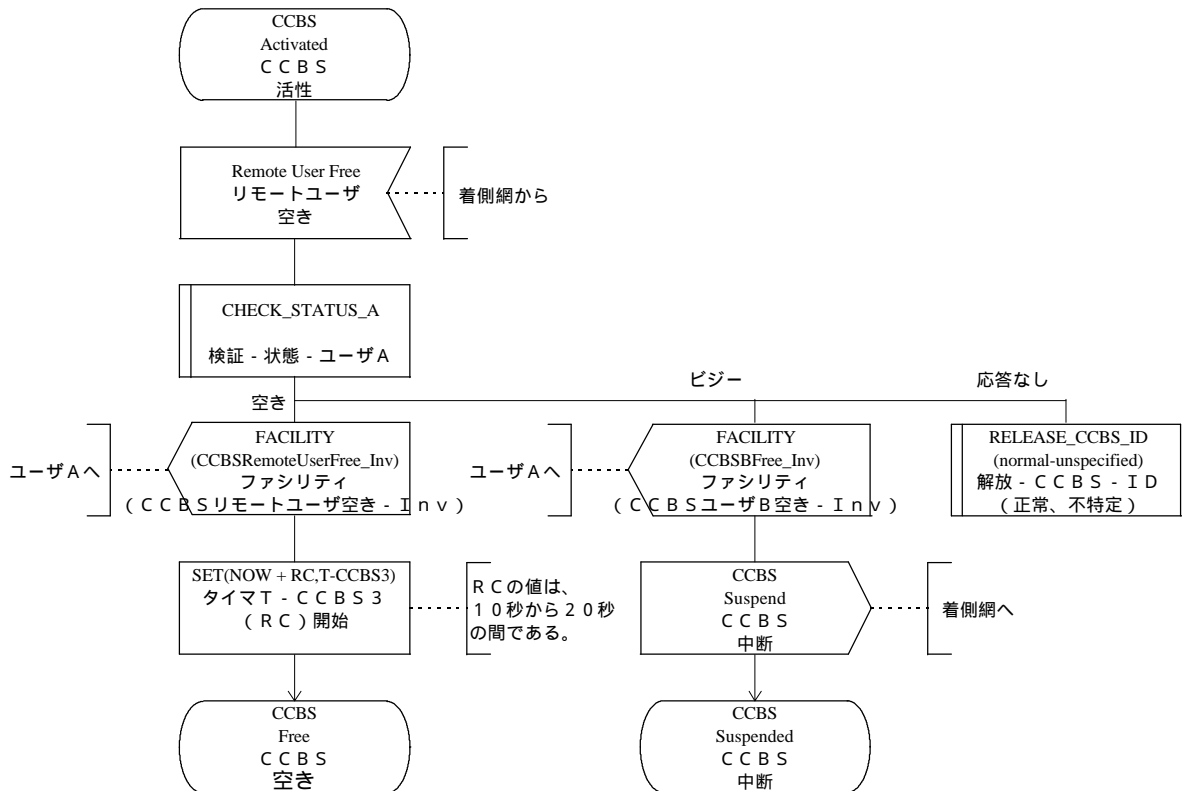 CCBS
Activated
ＣＣＢＳ
活性
Remote User Free
リモートユーザ
空き
着側網から
CHECK_STATUS_A
検証 - 状態 - ユーザＡ
空き
ビジー
応答なし
ユーザＡへ
FACILITY
(CCBSRemoteUserFree_Inv)
ファシリティ
（ＣＣＢＳリモートユーザ空き - Ｉｎｖ）
ユーザＡへ
FACILITY
(CCBSBFree_Inv)
ファシリティ
（ＣＣＢＳユーザＢ空き - Ｉｎｖ）
RELEASE_CCBS_ID
(normal-unspecified)
解放 - ＣＣＢＳ - ＩＤ
（正常、不特定）
SET(NOW + RC,T-CCBS3)
タイマＴ - ＣＣＢＳ３
（ＲＣ）開始
ＲＣの値は、
１０秒から２０秒
の間である。
CCBS
Suspend
ＣＣＢＳ
中断
着側網へ
CCBS
Free
ＣＣＢＳ
空き
CCBS
Suspended
ＣＣＢＳ
中断